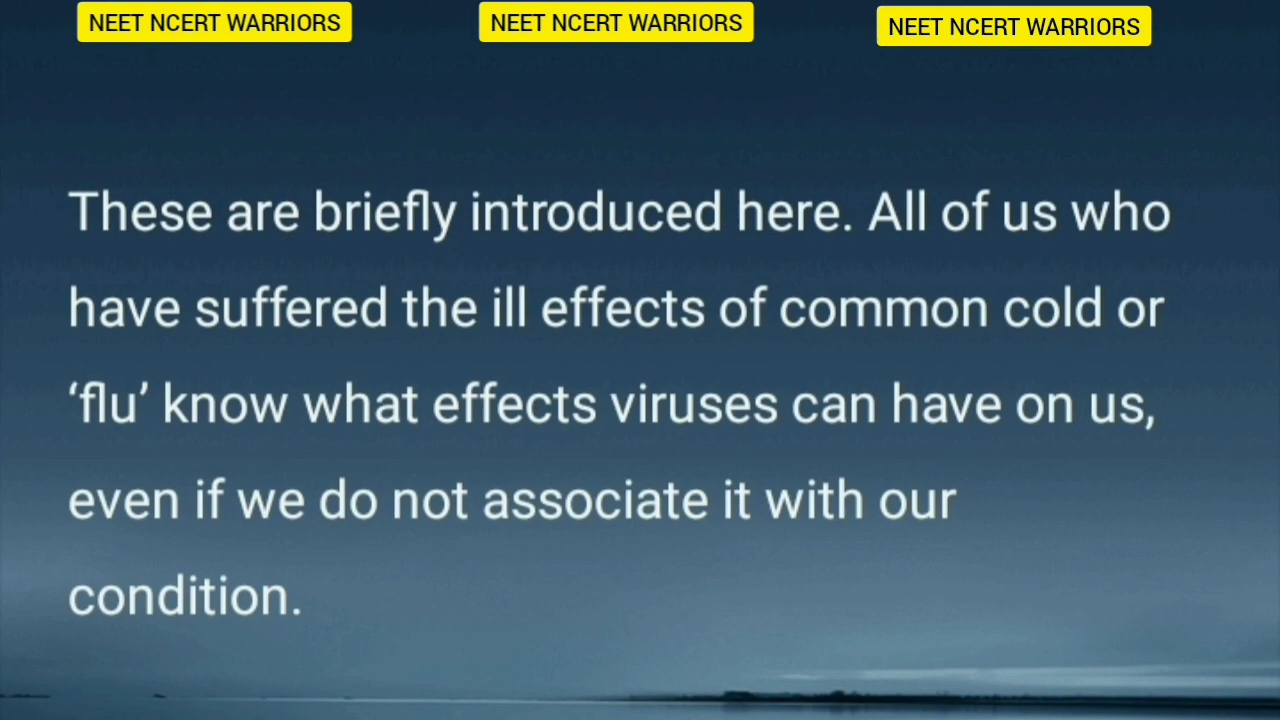 NEET NCERT WARRIORS NEET NCERT WARRIORS NEET NCERT WARRIORS
These are briefly introduced here. All of us who
have suffered the ill effects of common cold or
‘flu’ know what effects viruses can have on us,
even if we do not associate it with our
condition.